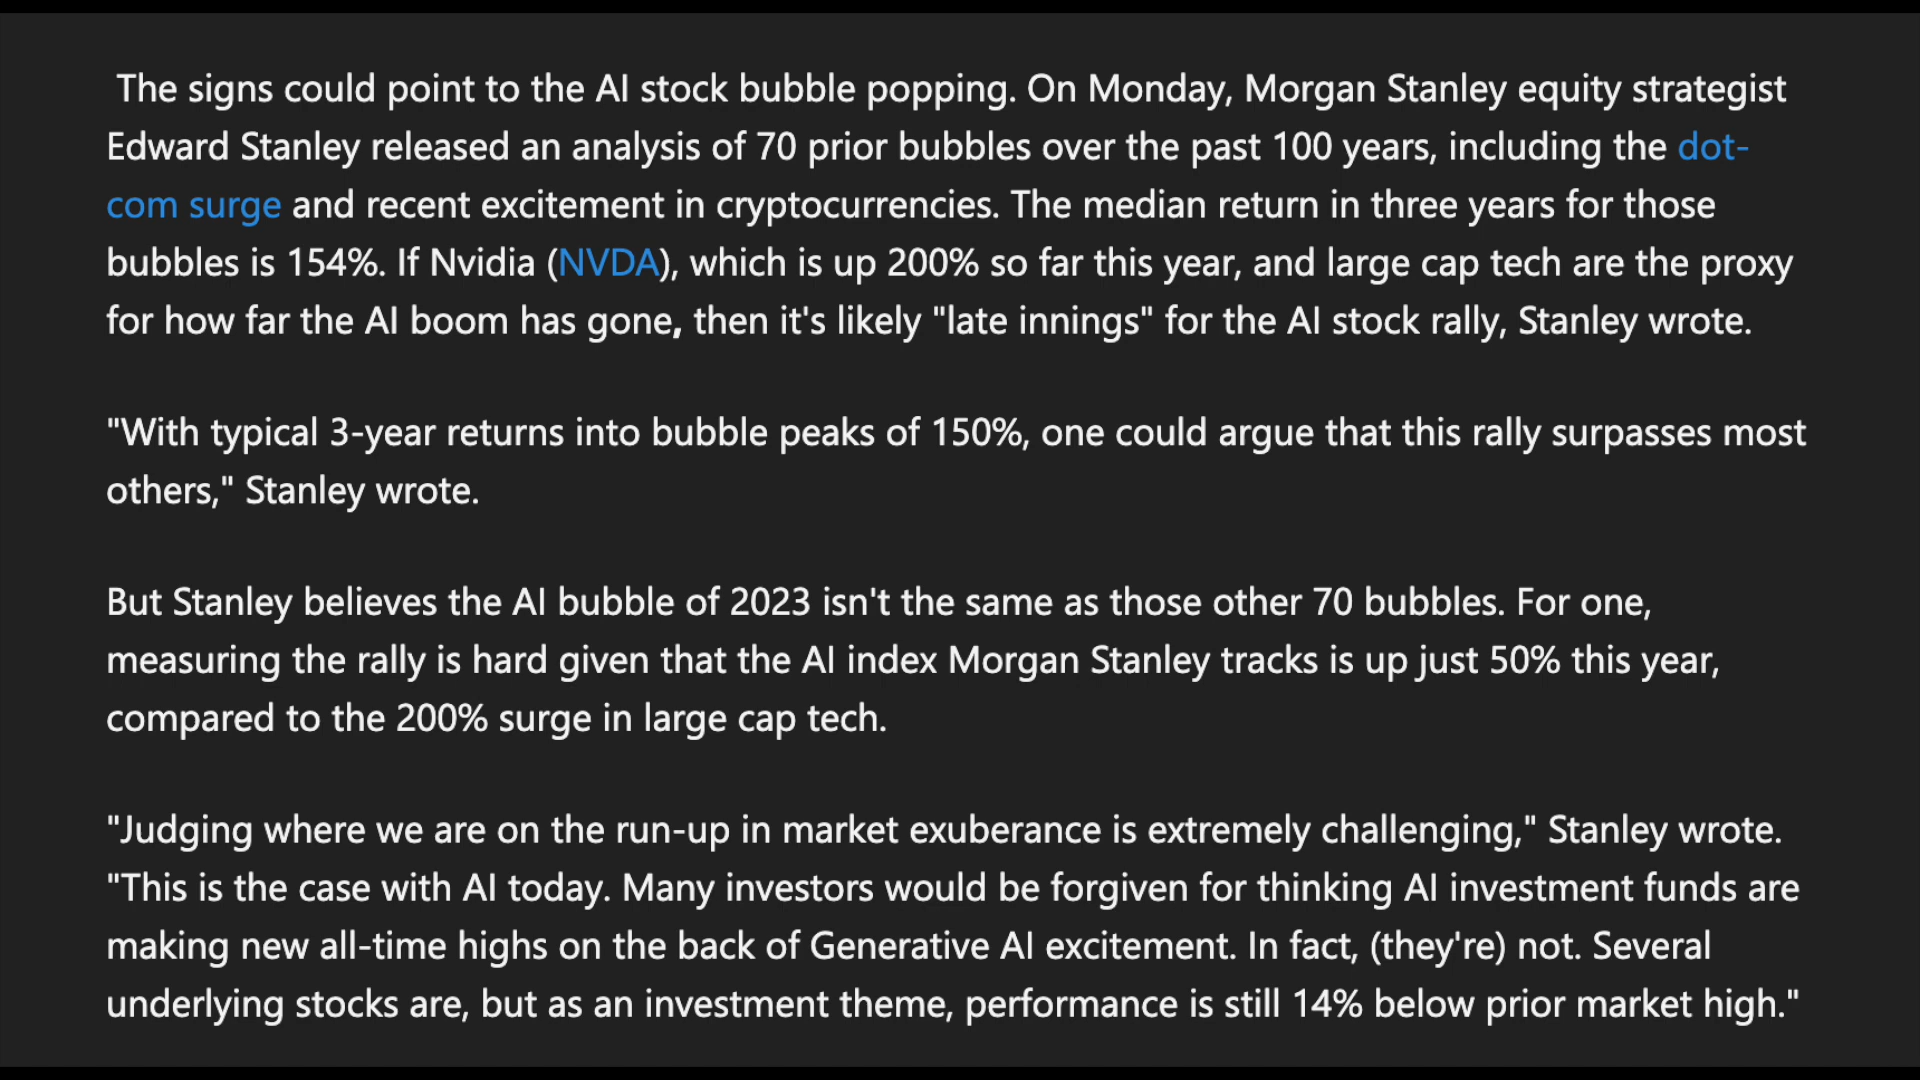 The signs could point to the AI stock bubble popping. On Monday, Morgan Stanley equity strategist
Edward Stanley released an analysis of 70 prior bubbles over the past 100 years, including the dot-
com surge and recent excitement in cryptocurrencies. The median return in three years for those
bubbles is 154%. If Nvidia (NVDA), which is up 200% so far this year, and large cap tech are the proxy
for how far the AI boom has gone, then it's likely "late innings" for the AI stock rally, Stanley wrote.
"With typical 3-year returns into bubble peaks of 150%, one could argue that this rally surpasses most
others," Stanley wrote.
But Stanley believes the AI bubble of 2023 isn't the same as those other 70 bubbles. For one,
measuring the rally is hard given that the AI index Morgan Stanley tracks is up just 50% this year,
compared to the 200% surge in large cap tech.
"Judging where we are on the run-up in market exuberance is extremely challenging," Stanley wrote.
"This is the case with AI today. Many investors would be forgiven for thinking AI investment funds are
making new all-time highs on the back of Generative AI excitement. In fact, (they're) not. Several
underlying stocks are, but as an investment theme, performance is still 14% below prior market high."